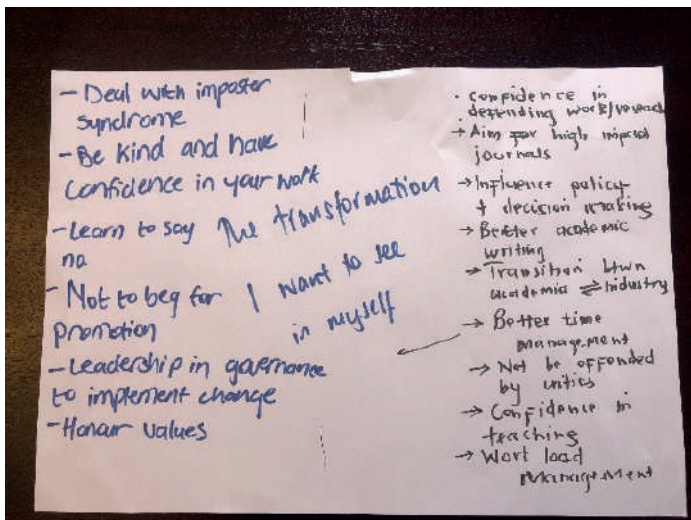 - Deal with imposter
syndrome
- Be kind and have
confidence in your work
- Learn to say
no
- Not to beg for
promotion
- Leadership in governance
to implement change
- Honour values
The transformation
I want to see
in myself
· confidence in
defending work/research
→ Aim for high impact
journals
→ Influence policy
+ decision making
→ Better academic
writing
→ Transition btwn
academia ⇌ industry
→ Better time
management
→ Not be offended
by critics
→ Confidence in
teaching
→ Work load
Management